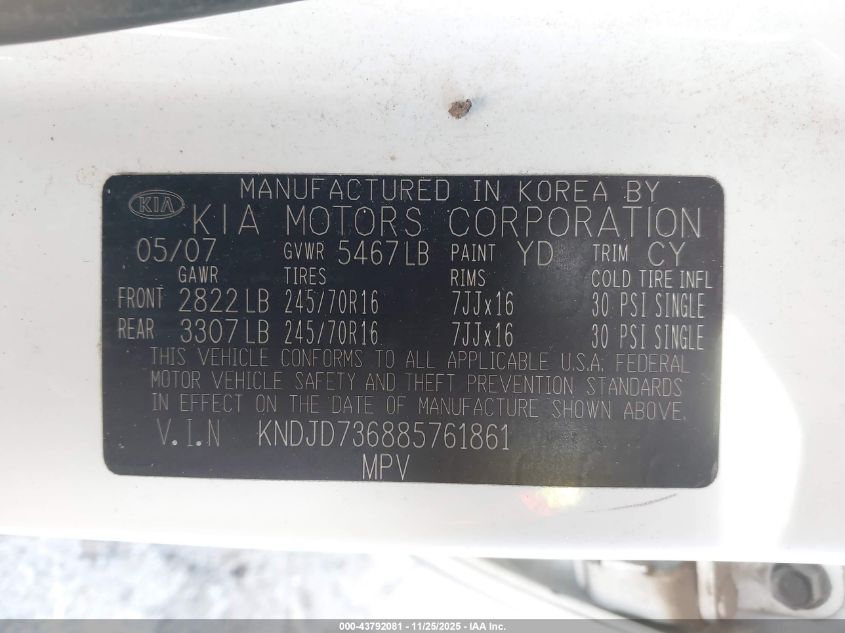 KIA
MANUFACTURED IN KOREA BY
KIA MOTORS CORPORATION
05/07 GVWR 5467LB PAINT YD TRIM CY
GAWR TIRES RIMS COLD TIRE INFL
FRONT 2822LB 245/70R16 7JJx16 30 PSI SINGLE
REAR 3307LB 245/70R16 7JJx16 30 PSI SINGLE
THIS VEHICLE CONFORMS TO ALL APPLICABLE U.S.A. FEDERAL
MOTOR VEHICLE SAFETY AND THEFT PREVENTION STANDARDS
IN EFFECT ON THE DATE OF MANUFACTURE SHOWN ABOVE.
V.I.N KNDJD736885761861
MPV
000-43792081 - 11/25/2025 - IAA Inc.